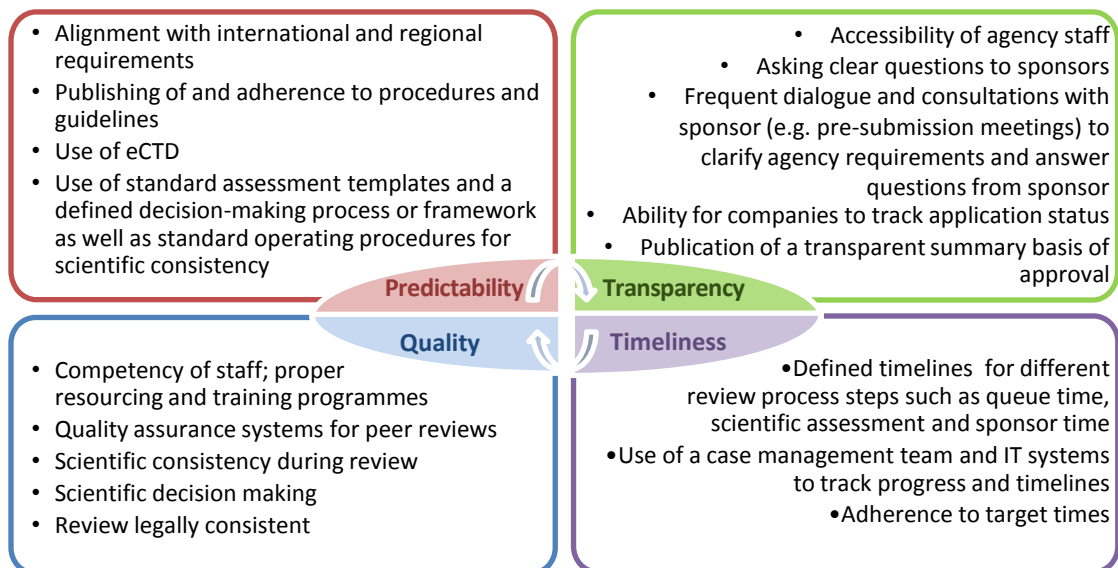 • Alignment with international and regional
requirements
• Publishing of and adherence to procedures and
guidelines
• Use of eCTD
• Use of standard assessment templates and a
defined decision-making process or framework
as well as standard operating procedures for
scientific consistency
Predictability
• Accessibility of agency staff
• Asking clear questions to sponsors
• Frequent dialogue and consultations with
sponsor (e.g. pre-submission meetings) to
clarify agency requirements and answer
questions from sponsor
• Ability for companies to track application status
• Publication of a transparent summary basis of
approval
Transparency
Quality
• Competency of staff; proper
resourcing and training programmes
• Quality assurance systems for peer reviews
• Scientific consistency during review
• Scientific decision making
• Review legally consistent
Timeliness
•Defined timelines for different
review process steps such as queue time,
scientific assessment and sponsor time
•Use of a case management team and IT systems
to track progress and timelines
•Adherence to target times